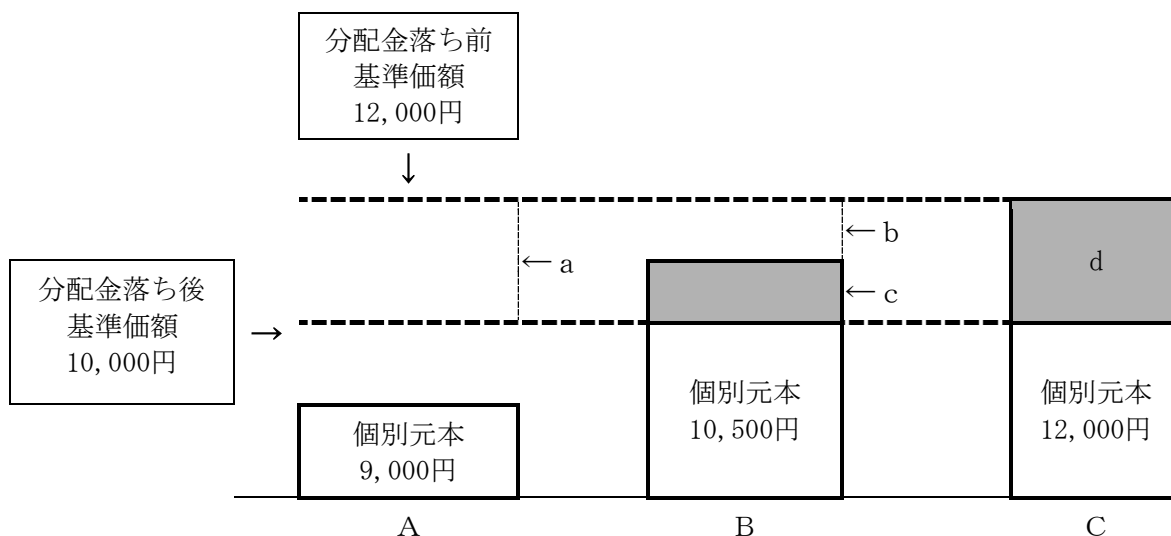 分配金落ち前
基準価額
12,000円
↓
← b
← a
d
分配金落ち後
基準価額
10,000円
→
← c
個別元本
10,500円
個別元本
12,000円
個別元本
9,000円
A
B
C